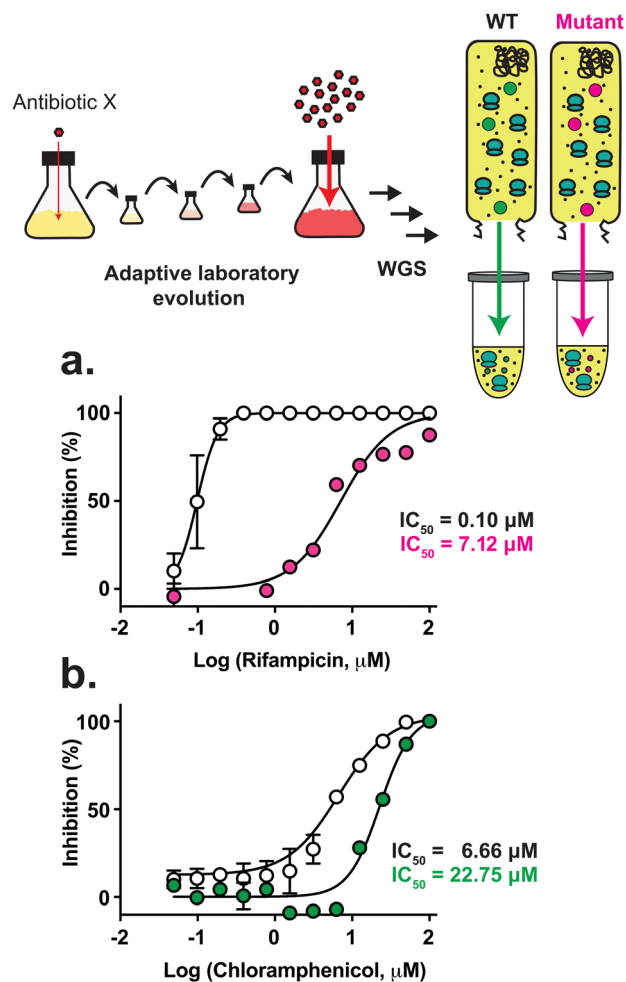 WT
Mutant
Antibiotic X
Adaptive laboratory
evolution
WGS
a.
Inhibition (%)
100
50
0
IC50 = 0.10 μM
IC50 = 7.12 μM
-2
-1
0
1
2
Log (Rifampicin, μM)
b.
Inhibition (%)
100
50
0
IC50 = 6.66 μM
IC50 = 22.75 μM
-2
-1
0
1
2
Log (Chloramphenicol, μM)